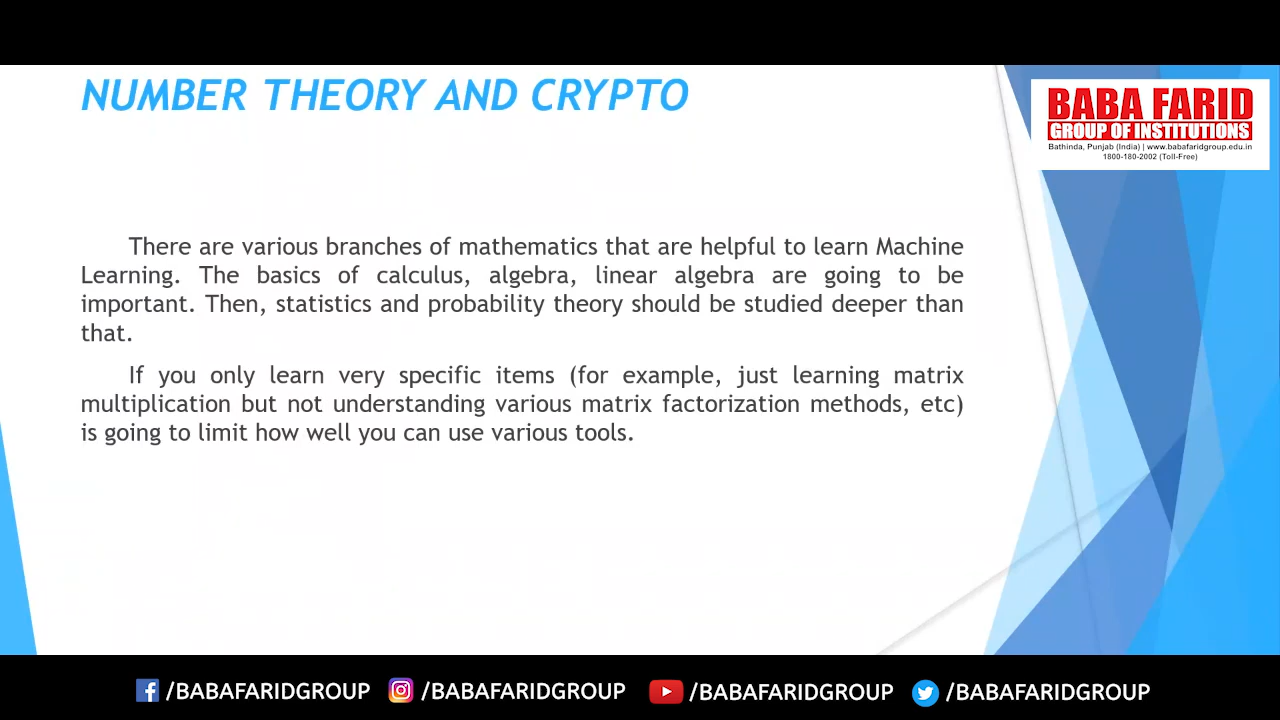 NUMBER THEORY AND CRYPTO
BABA FARID
GROUP OF INSTITUTIONS
Bathinda, Punjab (India) | www.babafaridgroup.edu.in
1800-180-2002 (Toll-Free)
There are various branches of mathematics that are helpful to learn Machine
Learning. The basics of calculus, algebra, linear algebra are going to be
important. Then, statistics and probability theory should be studied deeper than
that.
If you only learn very specific items (for example, just learning matrix
multiplication but not understanding various matrix factorization methods, etc)
is going to limit how well you can use various tools.
/BABAFARIDGROUP /BABAFARIDGROUP /BABAFARIDGROUP /BABAFARIDGROUP